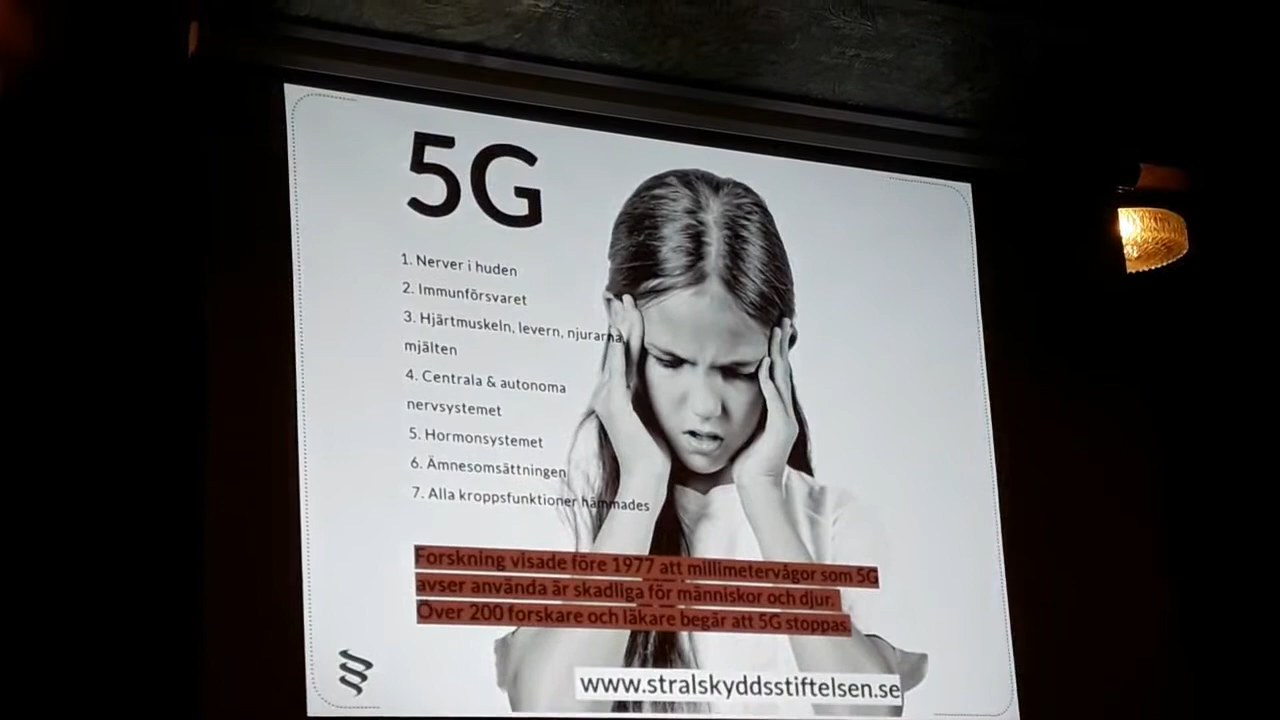 5G
1. Nerver i huden
2. Immunförsvaret
3. Hjärtmuskeln, levern, njurarna,
mjälten
4. Centrala & autonoma
nervsystemet
5. Hormonsystemet
6. Ämnesomsättningen
7. Alla kroppsfunktioner hämmades
Forskning visade före 1977 att millimetervågor som 5G
avser använda är skadliga för människor och djur.
Över 200 forskare och läkare begär att 5G stoppas.
www.stralskyddsstiftelsen.se